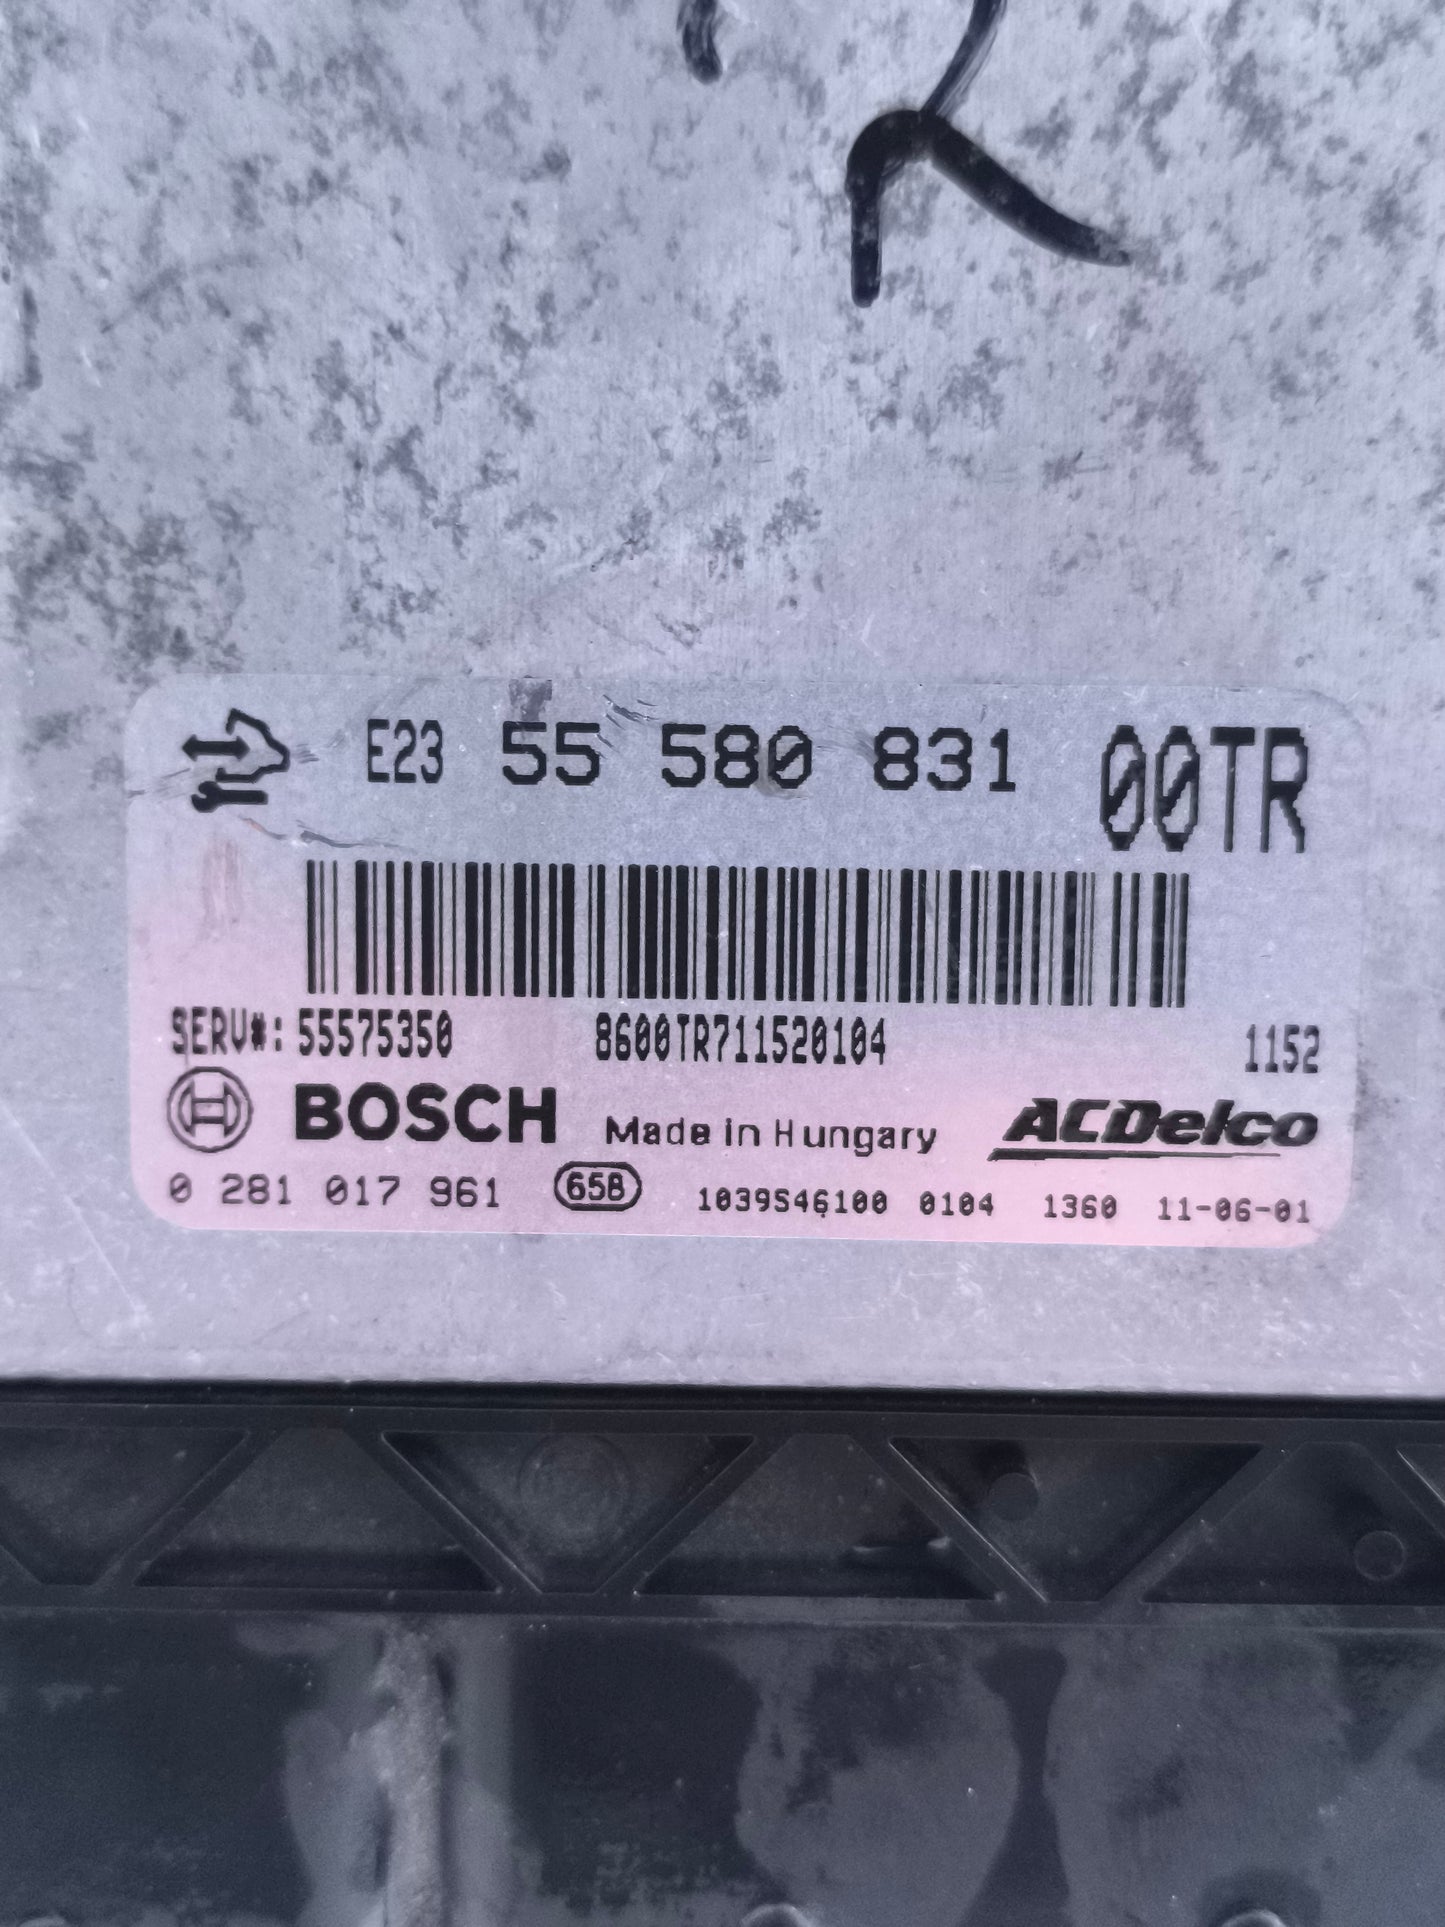 R
E23 55 580 831 00TR
SERV#: 55575350 8600TR711520104 1152
BOSCH Made in Hungary ACDelco
0 281 017 961 65B 1039S46100 0104 1360 11-06-01